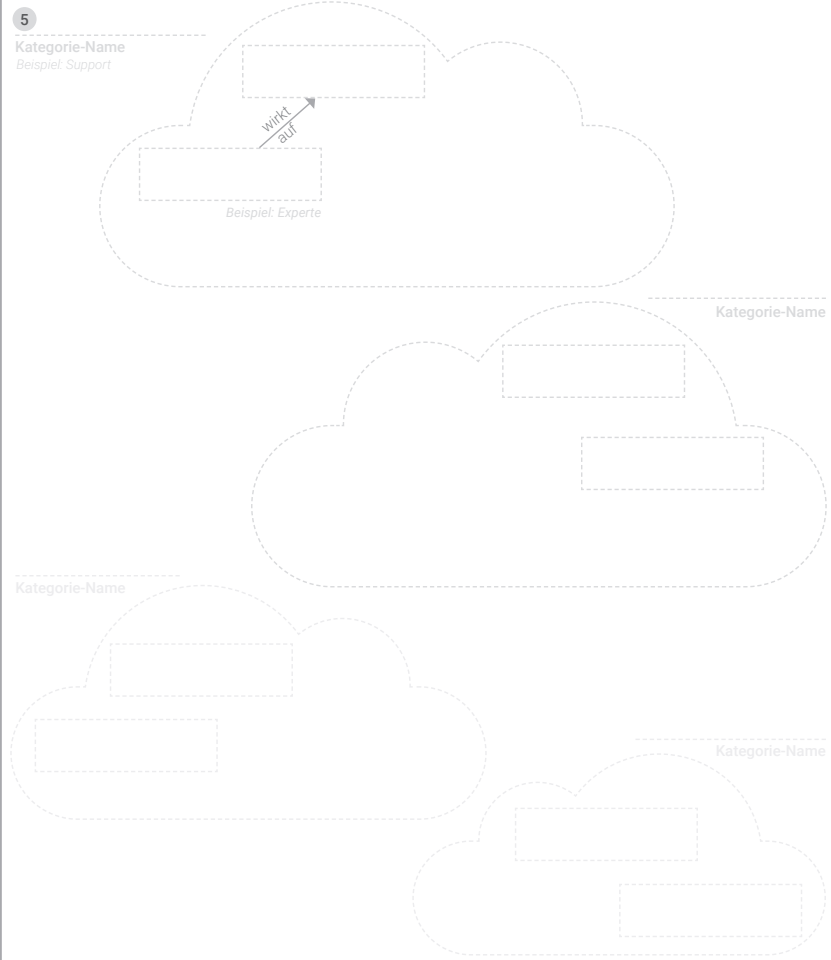 5
Kategorie-Name
Beispiel: Support
wirkt
auf
Beispiel: Experte
Kategorie-Name
Kategorie-Name
Kategorie-Name